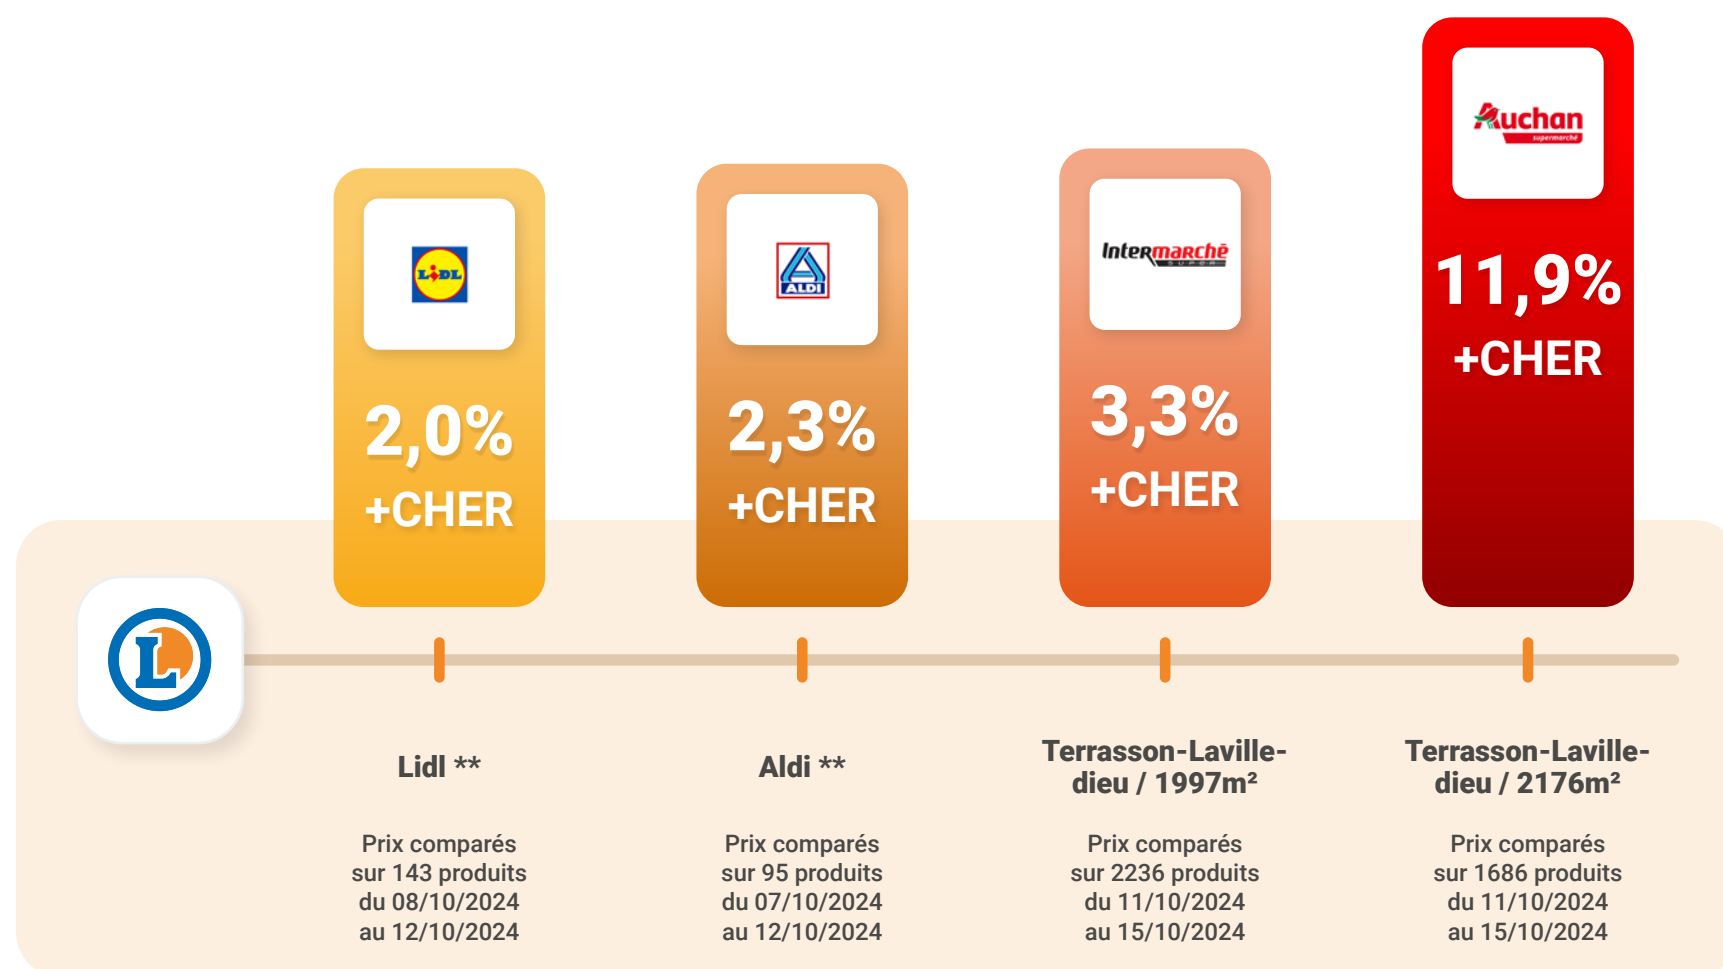 Auchan
supermarché
LIDL
ALDI
Intermarchē
SUPER
11,9%
+CHER
2,0%
+CHER
2,3%
+CHER
3,3%
+CHER
L
Lidl **
Prix comparés
sur 143 produits
du 08/10/2024
au 12/10/2024
Aldi **
Prix comparés
sur 95 produits
du 07/10/2024
au 12/10/2024
Terrasson-Laville-
dieu / 1997m²
Prix comparés
sur 2236 produits
du 11/10/2024
au 15/10/2024
Terrasson-Laville-
dieu / 2176m²
Prix comparés
sur 1686 produits
du 11/10/2024
au 15/10/2024